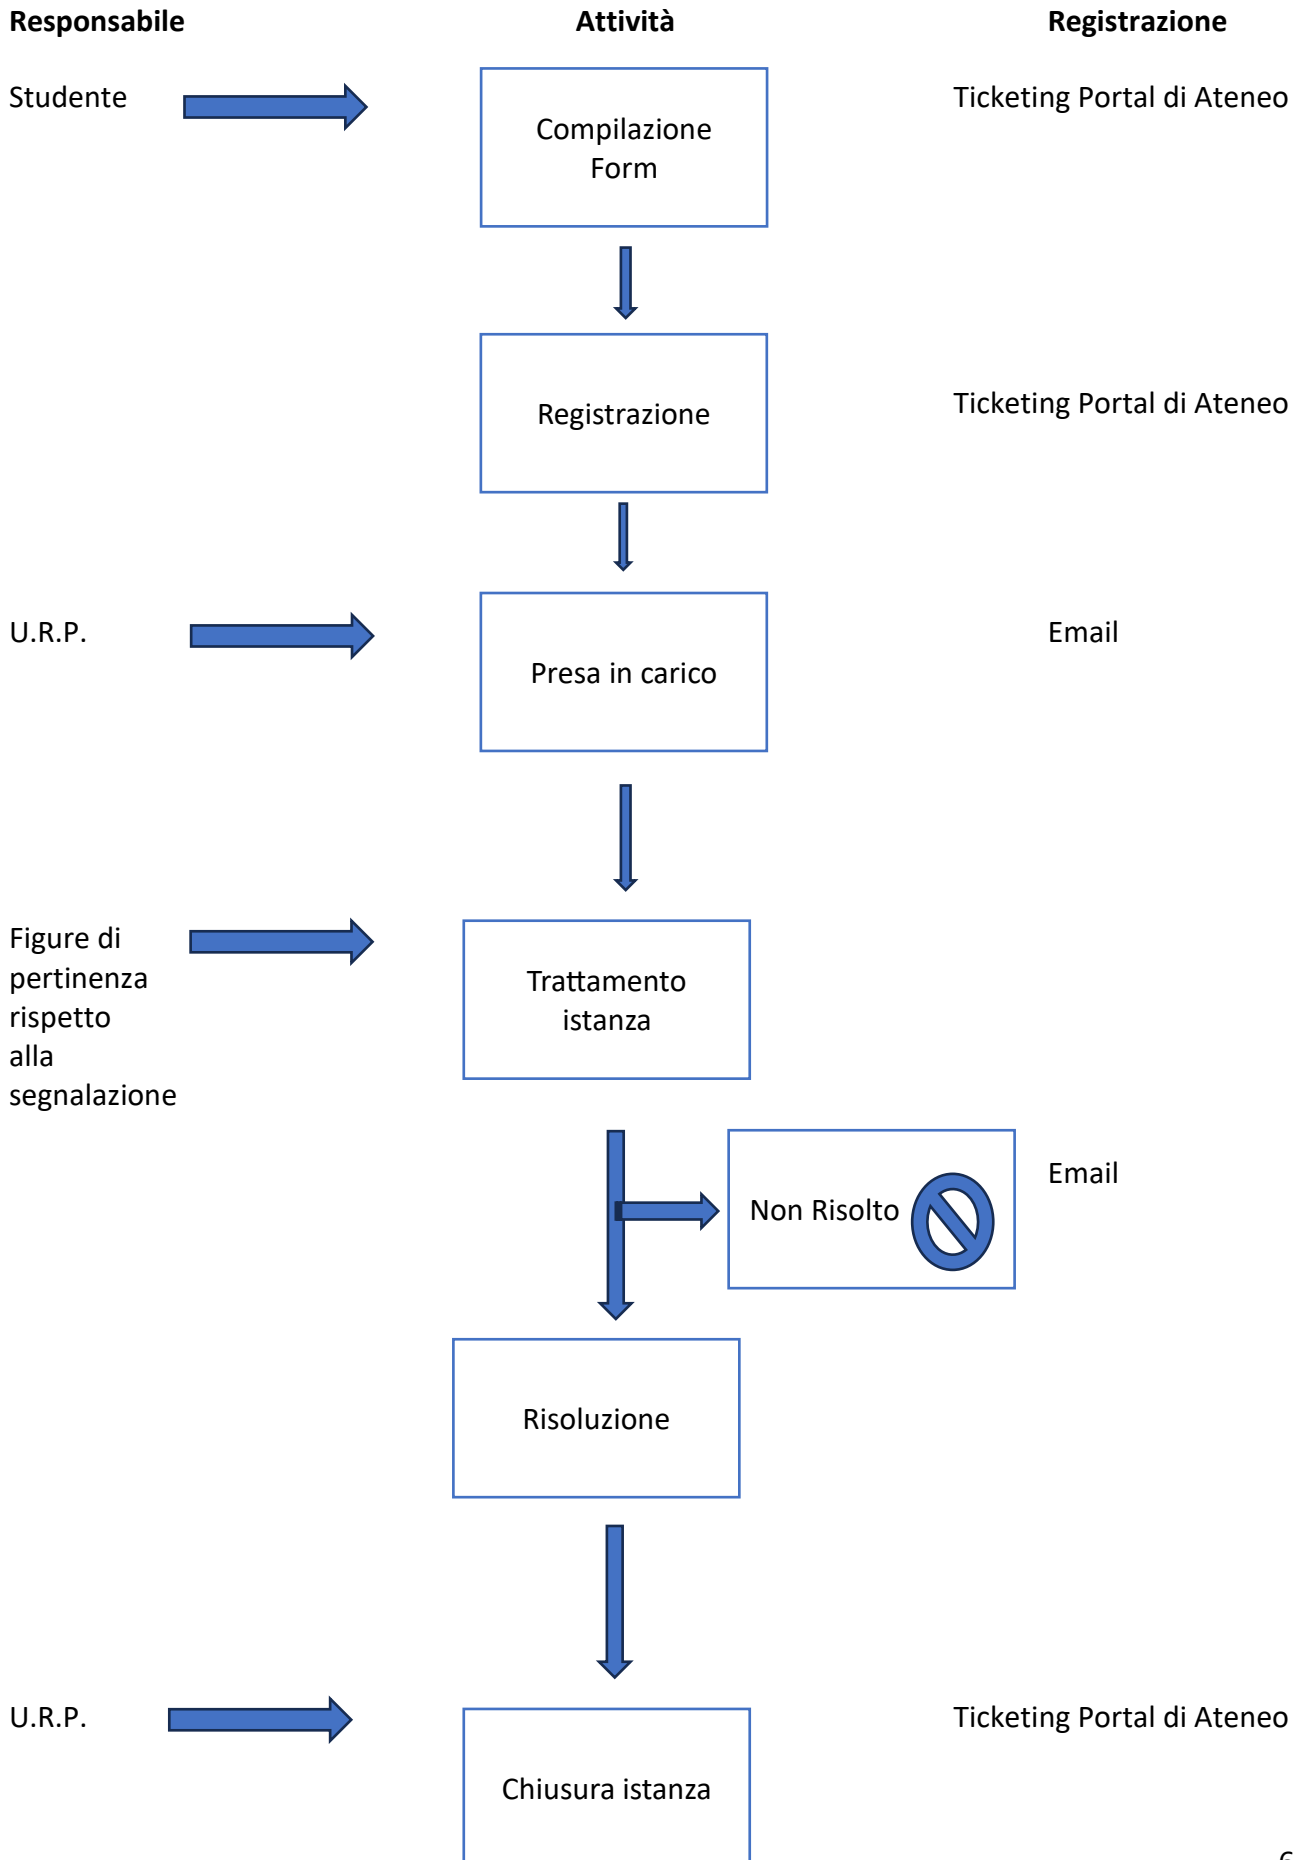 Responsabile Attività Registrazione
Studente
Ticketing Portal di Ateneo
Compilazione
Form
Registrazione
Ticketing Portal di Ateneo
U.R.P.
Email
Presa in carico
Figure di
pertinenza
rispetto
alla
segnalazione
Trattamento
istanza
Non Risolto
Email
Risoluzione
U.R.P.
Ticketing Portal di Ateneo
Chiusura istanza